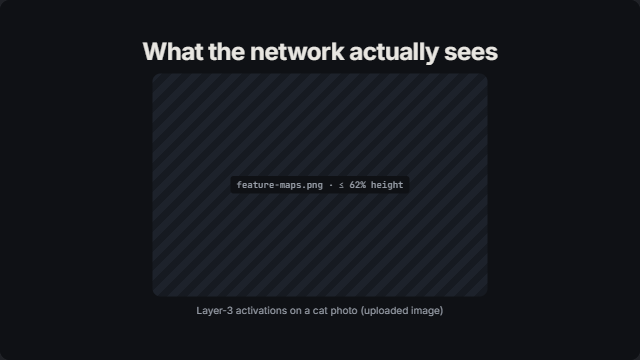 What the network actually sees
feature-maps.png · ≤ 62% height
Layer-3 activations on a cat photo (uploaded image)